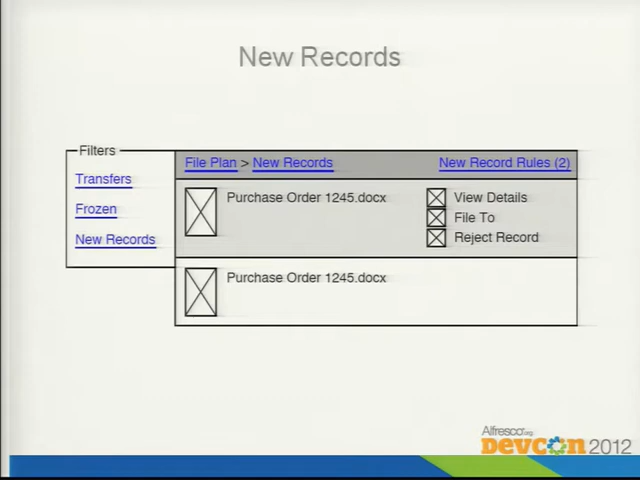 New Records
Filters
Transfers
Frozen
New Records
File Plan > New Records
New Record Rules (2)
Purchase Order 1245.docx
View Details
File To
Reject Record
Purchase Order 1245.docx
Alfresco.org
DEVCON 2012